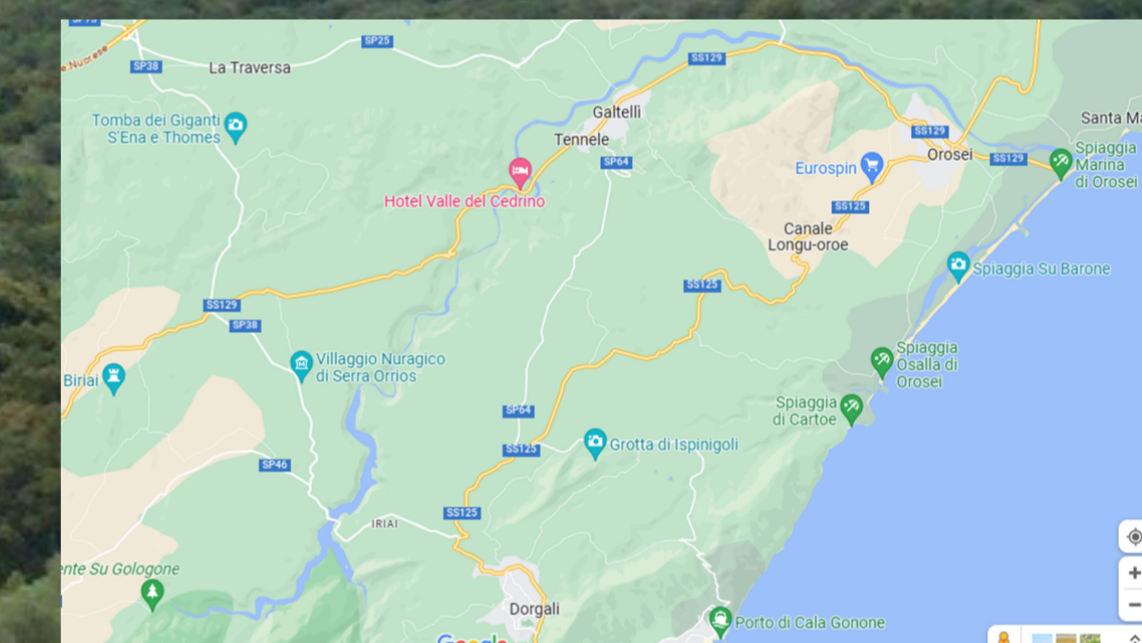 SP38
SP25
La Traversa
SS129
Tomba dei Giganti
S'Ena e Thomes
Galtellì
Tennele
SP64
Santa
SS129
Orosei
SS129
Spiaggia
Marina
di Orosei
Eurospin
Hotel Valle del Cedrino
SS125
Canale
Longu-oroe
Spiaggia Su Barone
SS125
SS129
SP38
Villaggio Nuragico
di Serra Orrios
Biriai
Spiaggia
Osalla di
Orosei
Spiaggia
di Cartoe
SP64
SS125
Grotta di Ispinigoli
SP46
SS125
IRIAI
Su Gologone
Dorgali
Porto di Cala Gonone